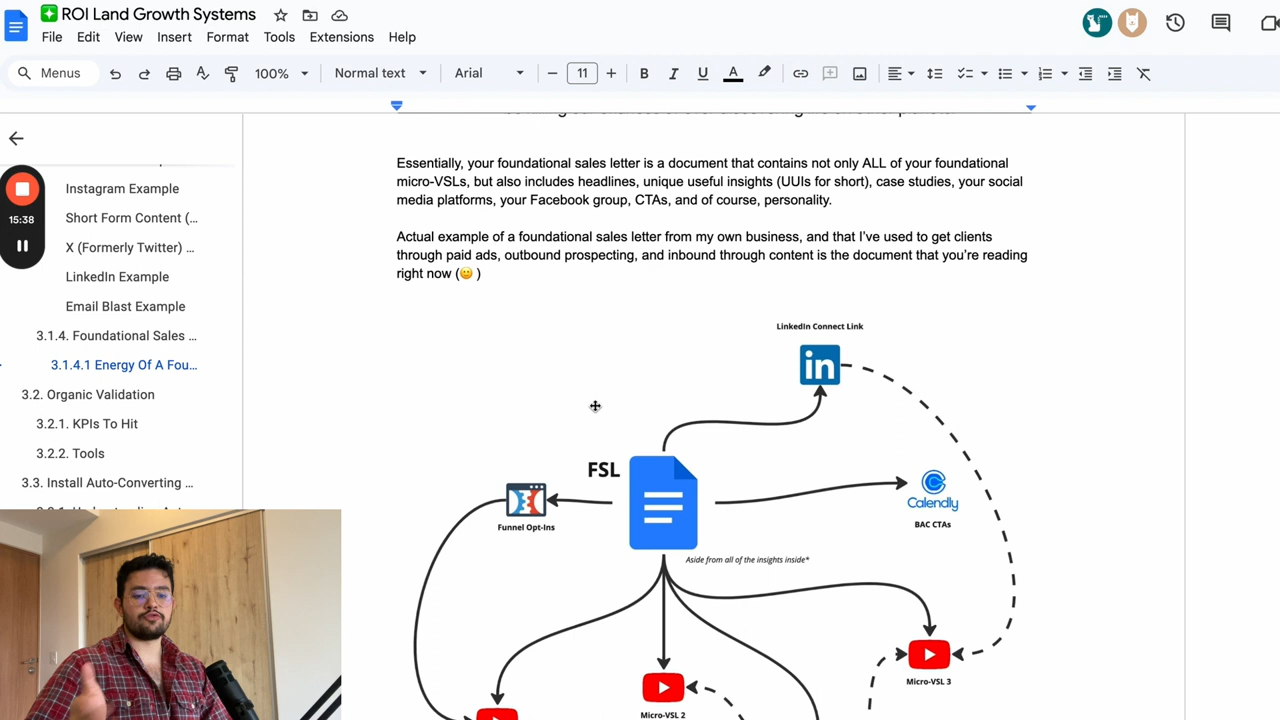 ROI Land Growth Systems
File Edit View Insert Format Tools Extensions Help
Menus 100% Normal text Arial 11
Instagram Example
Short Form Content (...
X (Formerly Twitter) ...
LinkedIn Example
Email Blast Example
3.1.4. Foundational Sales ...
3.1.4.1 Energy Of A Fou...
3.2. Organic Validation
3.2.1. KPIs To Hit
3.2.2. Tools
3.3. Install Auto-Converting ...
15:38
Essentially, your foundational sales letter is a document that contains not only ALL of your foundational
micro-VSLs, but also includes headlines, unique useful insights (UUIs for short), case studies, your social
media platforms, your Facebook group, CTAs, and of course, personality.
Actual example of a foundational sales letter from my own business, and that I've used to get clients
through paid ads, outbound prospecting, and inbound through content is the document that you're reading
right now (🙂 )
LinkedIn Connect Link
in
FSL
Funnel Opt-Ins
Calendly
BAC CTAs
Aside from all of the insights inside*
Micro-VSL 3
Micro-VSL 2